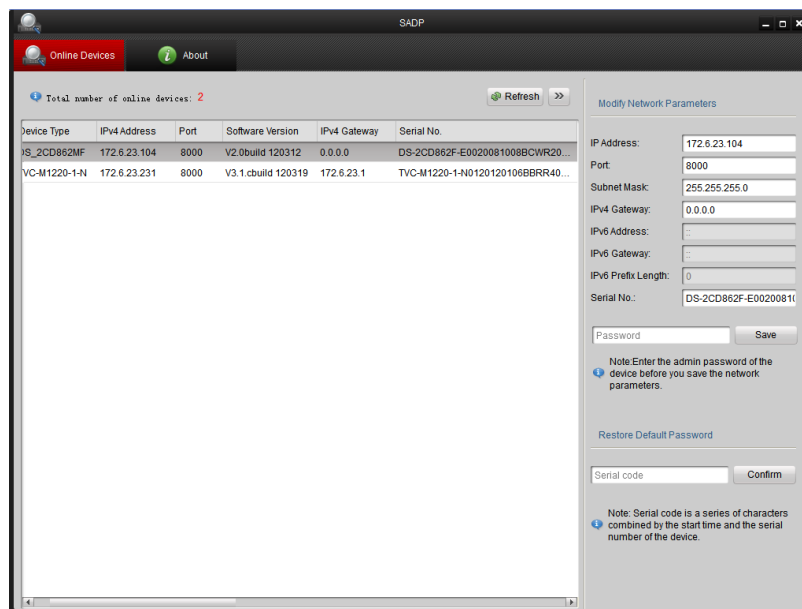 SADP
Online Devices
About
Total number of online devices: 2
Refresh
Device Type IPv4 Address Port Software Version IPv4 Gateway Serial No.
DS_2CD862MF 172.6.23.104 8000 V2.0build 120312 0.0.0.0 DS-2CD862F-E0020081008BCWR20...
VC-M1220-1-N 172.6.23.231 8000 V3.1.cbuild 120319 172.6.23.1 TVC-M1220-1-N0120120106BBRR40...
Modify Network Parameters
IP Address: 172.6.23.104
Port: 8000
Subnet Mask: 255.255.255.0
IPv4 Gateway: 0.0.0.0
IPv6 Address: ::
IPv6 Gateway: ::
IPv6 Prefix Length: 0
Serial No.: DS-2CD862F-E00200810
Password
Save
Note:Enter the admin password of the
device before you save the network
parameters.
Restore Default Password
Serial code
Confirm
Note: Serial code is a series of characters
combined by the start time and the serial
number of the device.